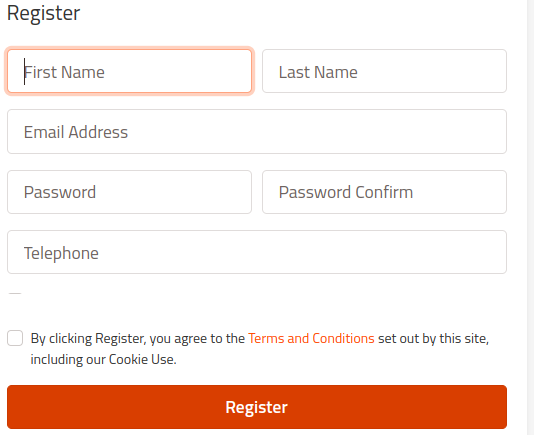 Register
First Name
Last Name
Email Address
Password
Password Confirm
Telephone
By clicking Register, you agree to the Terms and Conditions set out by this site,
including our Cookie Use.
Register